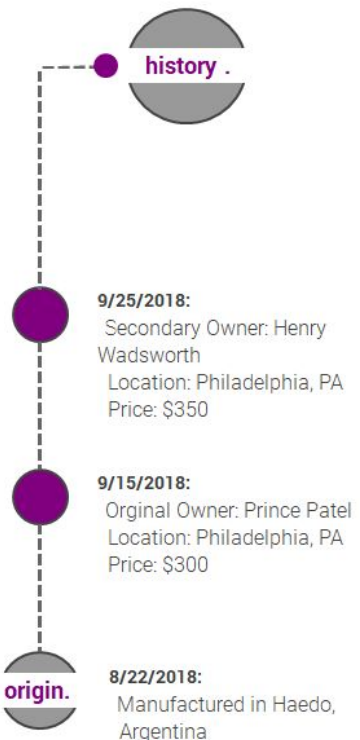 history .
9/25/2018:
Secondary Owner: Henry
Wadsworth
Location: Philadelphia, PA
Price: $350
9/15/2018:
Orginal Owner: Prince Patel
Location: Philadelphia, PA
Price: $300
origin.
8/22/2018:
Manufactured in Haedo,
Argentina